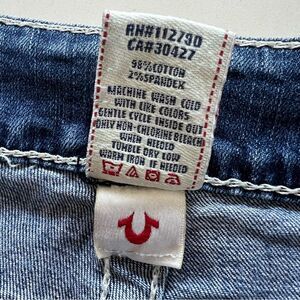 RN#112790
CA#30427
98%COTTON
2%SPANDEX
MACHINE WASH COLD
WITH LIKE COLORS
GENTLE CYCLE INSIDE OUT
ONLY NON-CHLORINE BLEACH
WHEN NEEDED
TUMBLE DRY LOW
WARM IRON IF NEEDED